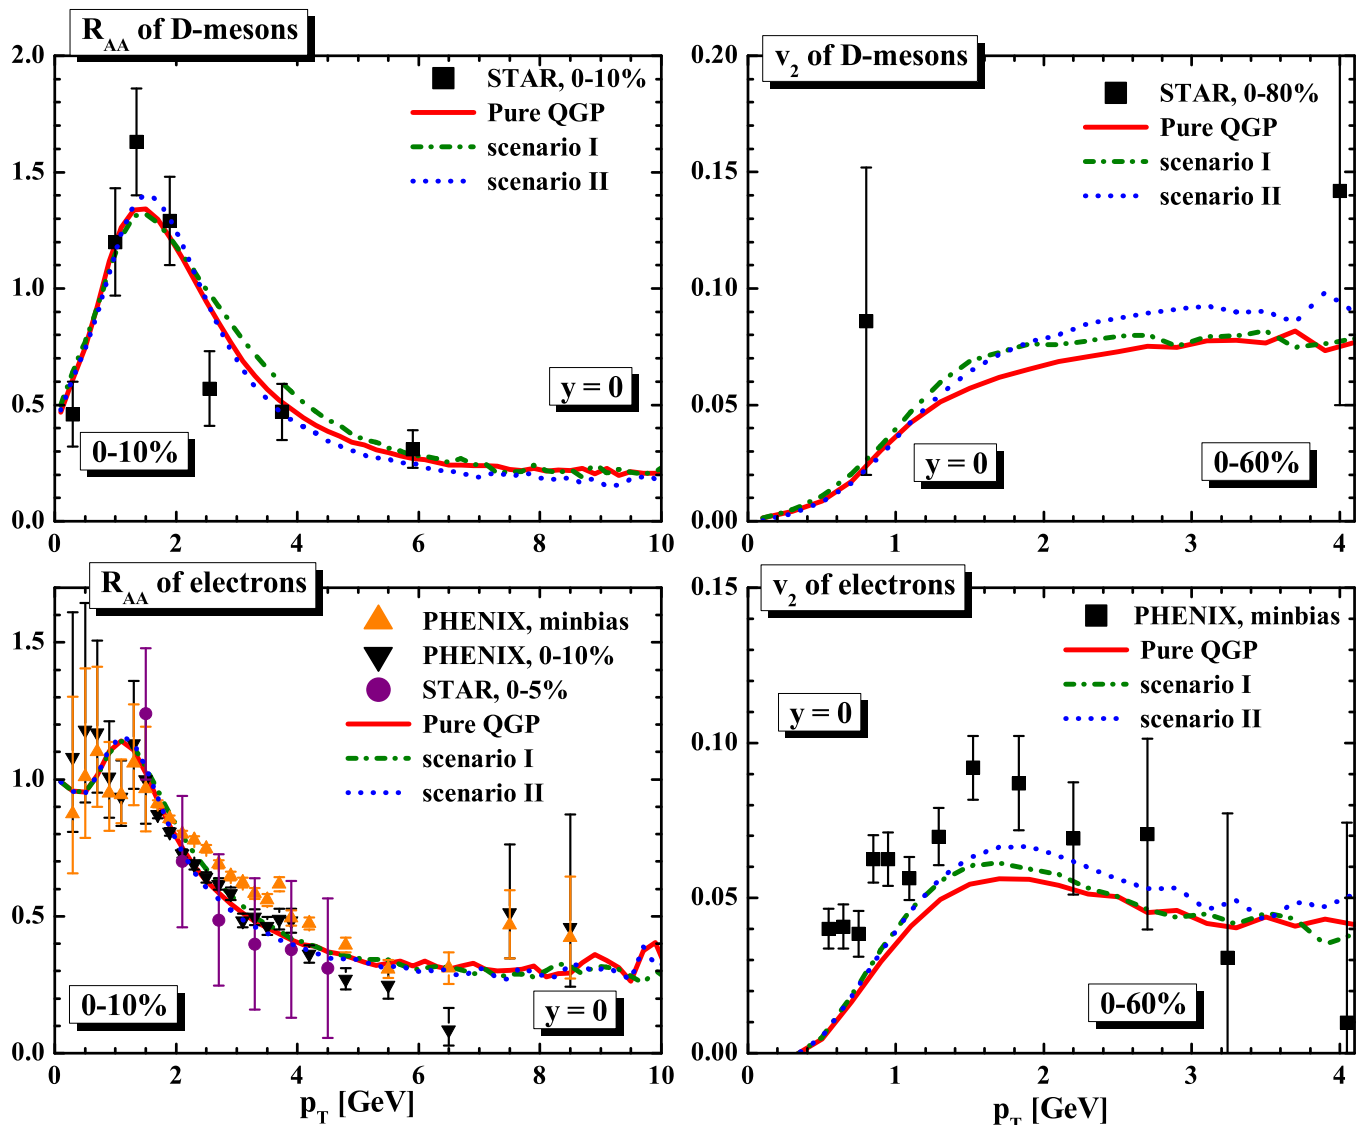 R_AA of D-mesons
2.0
1.5
1.0
0.5
0.0
STAR, 0-10%
Pure QGP
scenario I
scenario II
y = 0
0-10%
0 2 4 6 8 10
v_2 of D-mesons
0.20
0.15
0.10
0.05
0.00
STAR, 0-80%
Pure QGP
scenario I
scenario II
y = 0
0-60%
0 1 2 3 4
R_AA of electrons
1.5
1.0
0.5
0.0
PHENIX, minbias
PHENIX, 0-10%
STAR, 0-5%
Pure QGP
scenario I
scenario II
0-10%
y = 0
0 2 4 6 8 10
p_T [GeV]
v_2 of electrons
0.15
0.10
0.05
0.00
PHENIX, minbias
Pure QGP
scenario I
scenario II
y = 0
0-60%
0 1 2 3 4
p_T [GeV]